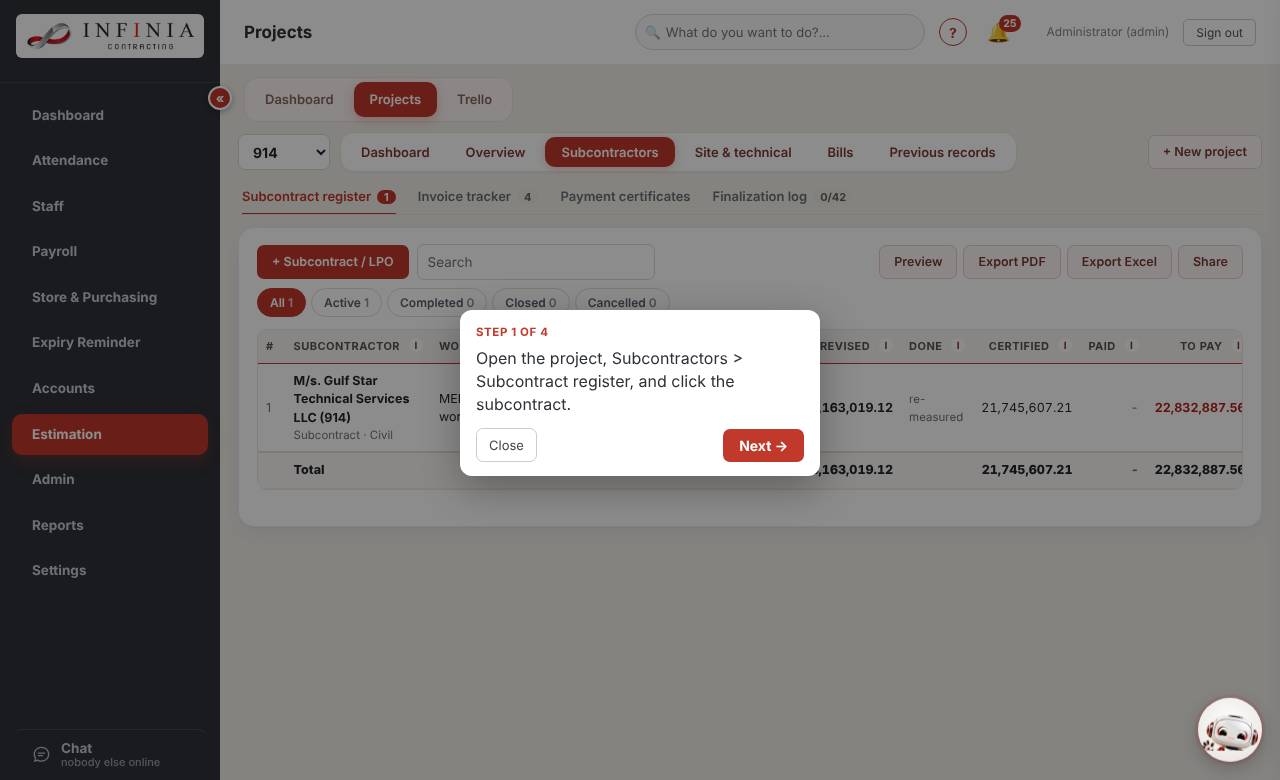 INFINIA
CONTRACTING
Projects
What do you want to do?...
?
25
Administrator (admin)
Sign out
«
Dashboard
Attendance
Staff
Payroll
Store & Purchasing
Expiry Reminder
Accounts
Estimation
Admin
Reports
Settings
Chat
nobody else online
Dashboard
Projects
Trello
914
Dashboard
Overview
Subcontractors
Site & technical
Bills
Previous records
+ New project
Subcontract register 1
Invoice tracker 4
Payment certificates
Finalization log 0/42
+ Subcontract / LPO
Search
Preview
Export PDF
Export Excel
Share
All 1
Active 1
Completed 0
Closed 0
Cancelled 0
# SUBCONTRACTOR I
REVISED I DONE I CERTIFIED I PAID I TO PAY I
1
M/s. Gulf Star
Technical Services
LLC (914)
Subcontract · Civil
,163,019.12
re-
measured
21,745,607.21
-
22,832,887.56
Total
,163,019.12 21,745,607.21 - 22,832,887.56
STEP 1 OF 4
Open the project, Subcontractors >
Subcontract register, and click the
subcontract.
Close
Next →